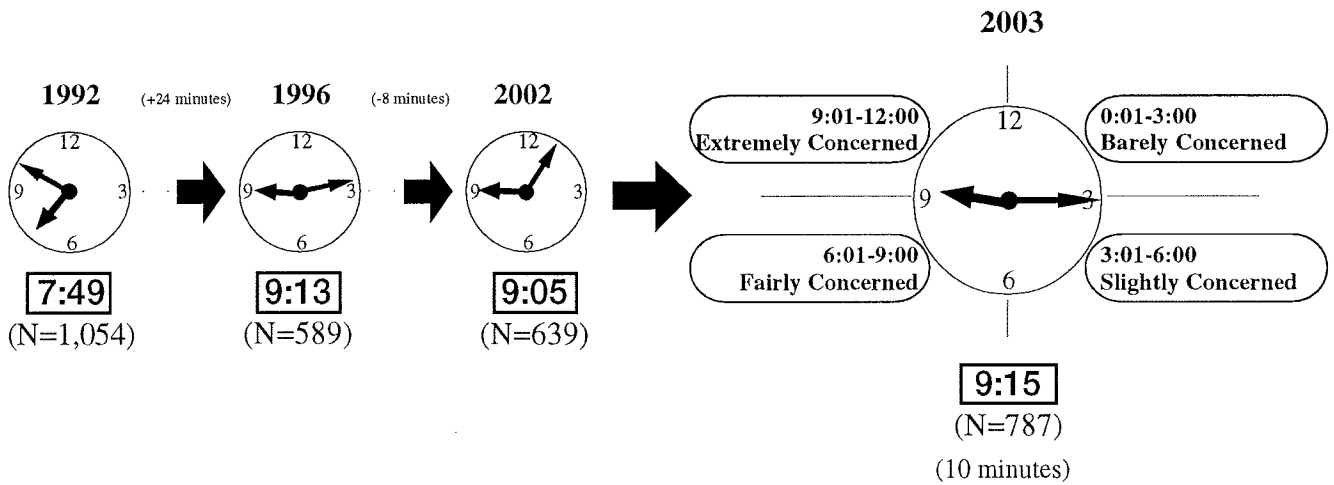 2003
1992 (+24 minutes) 1996 (-8 minutes) 2002
12
9 3
6
12
9 3
6
12
9 3
6
7:49
(N=1,054)
9:13
(N=589)
9:05
(N=639)
9:01-12:00
Extremely Concerned
12
0:01-3:00
Barely Concerned
9 3
6:01-9:00
Fairly Concerned
6
3:01-6:00
Slightly Concerned
9:15
(N=787)
(10 minutes)